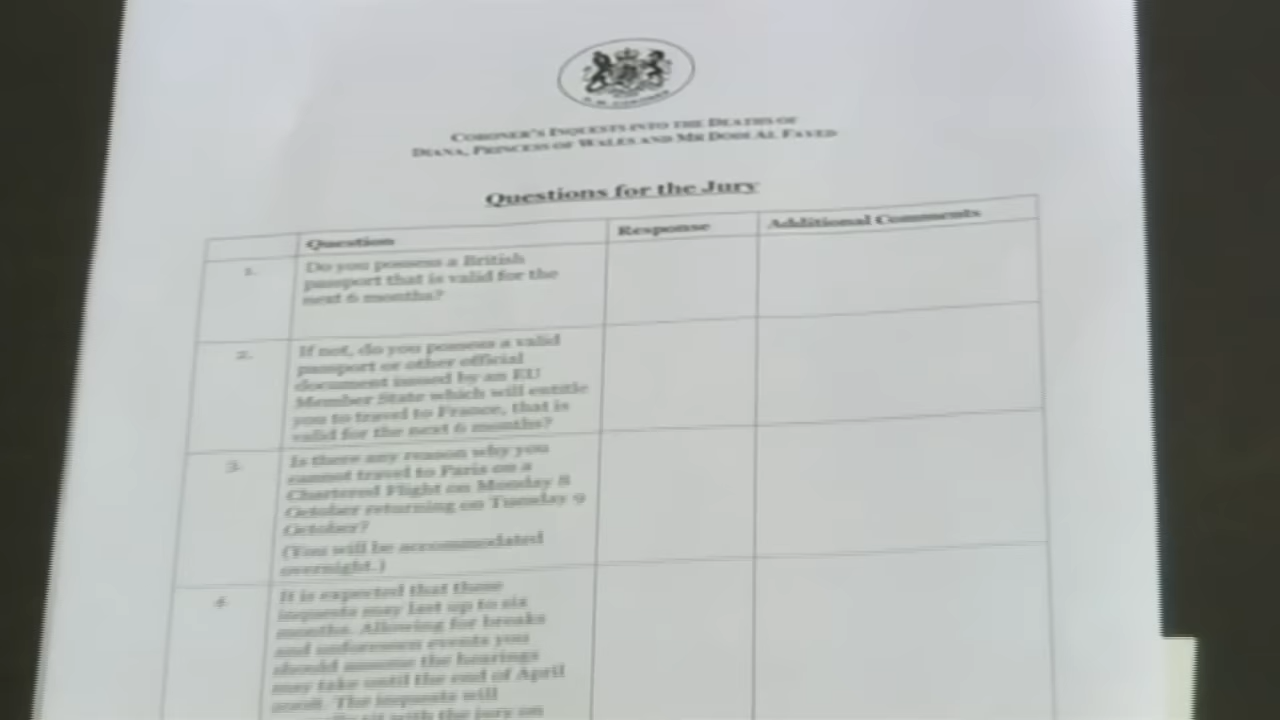 CORONER'S INQUESTS INTO THE DEATHS OF
DIANA, PRINCESS OF WALES AND MR DODI AL FAYED
Questions for the Jury
Question
Response
Additional Comments
1.
Do you possess a British
passport that is valid for the
next 6 months?
2.
If not, do you possess a valid
passport or other official
document issued by an EU
Member State which will entitle
you to travel to France, that is
valid for the next 6 months?
3.
Is there any reason why you
cannot travel to Paris on a
Chartered Flight on Monday 8
October returning on Tuesday 9
October?
(You will be accommodated
overnight.)
4.
It is expected that these
inquests may last up to six
months. Allowing for breaks
and unforeseen events you
should assume the hearings
may take until the end of April
2008. The inquests will
sit with the jury on